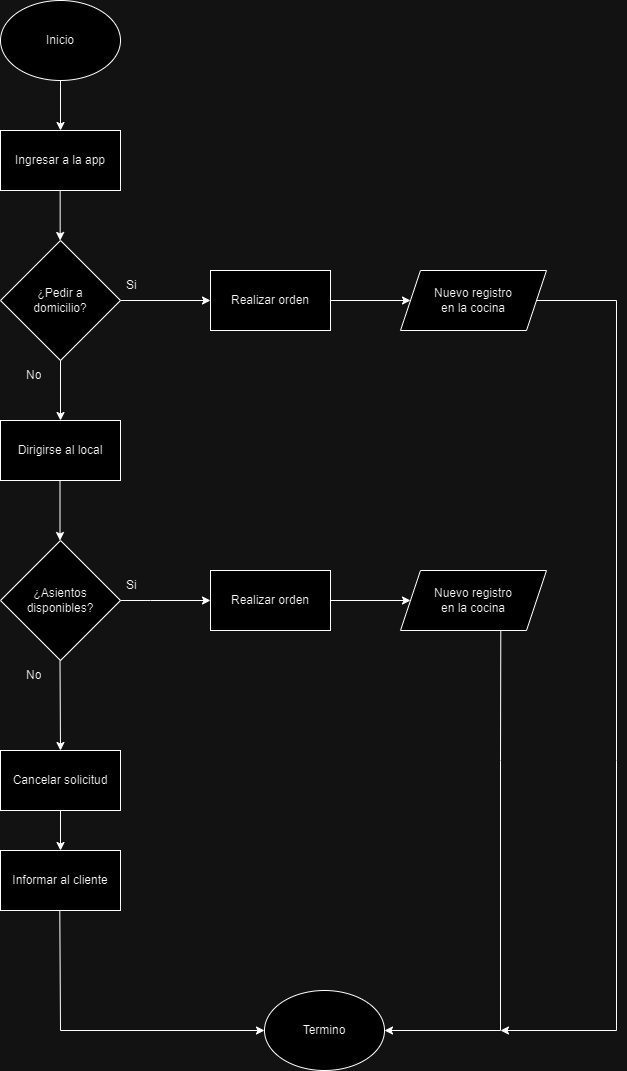 Inicio
Ingresar a la app
¿Pedir a
domicilio?
Si
Realizar orden
Nuevo registro
en la cocina
No
Dirigirse al local
¿Asientos
disponibles?
Si
Realizar orden
Nuevo registro
en la cocina
No
Cancelar solicitud
Informar al cliente
Termino